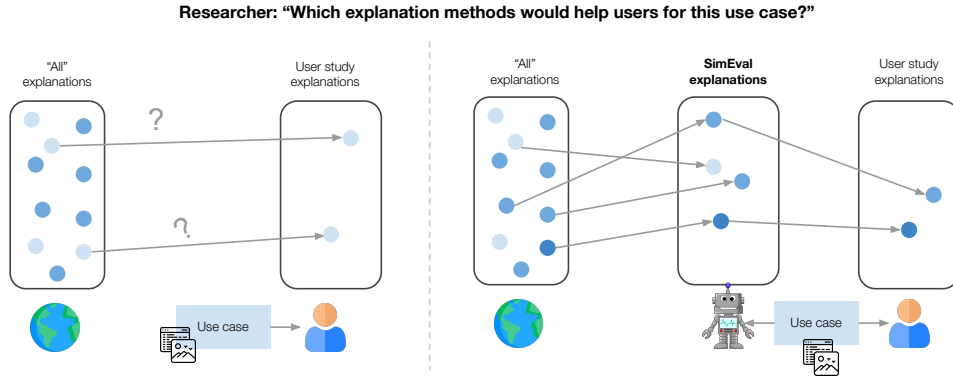 Researcher: “Which explanation methods would help users for this use case?”
“All”
explanations
User study
explanations
?
?
Use case
“All”
explanations
SimEval
explanations
User study
explanations
Use case